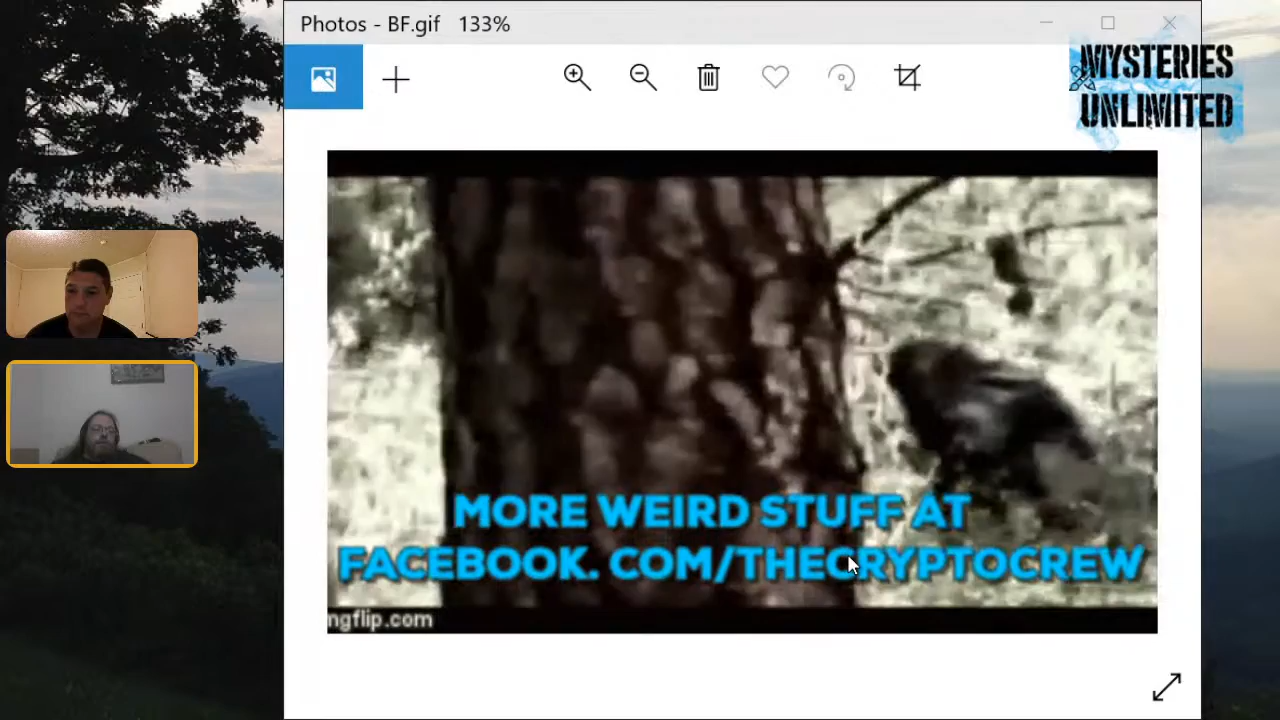 Photos - BF.gif 133%
MYSTERIES
UNLIMITED
MORE WEIRD STUFF AT
FACEBOOK. COM/THECRYPTOCREW
ngflip.com